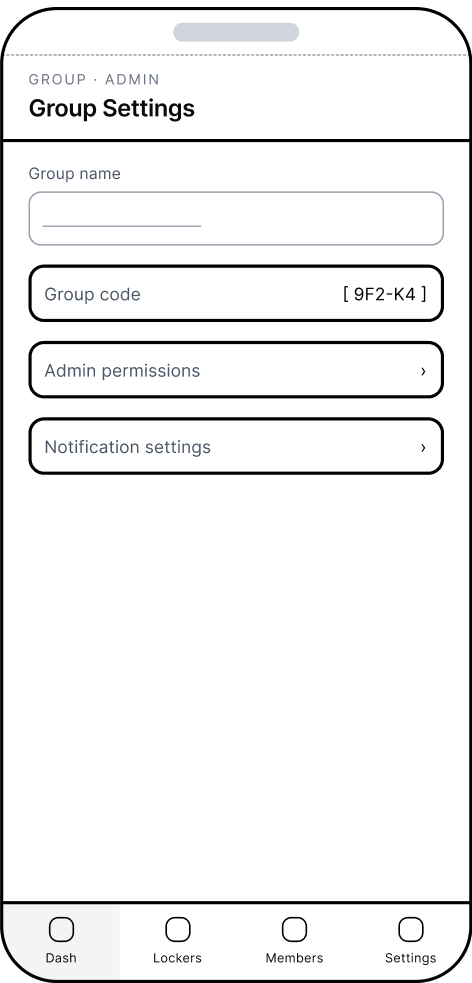 GROUP · ADMIN
Group Settings
Group name
Group code [ 9F2-K4 ]
Admin permissions ›
Notification settings ›
Dash Lockers Members Settings